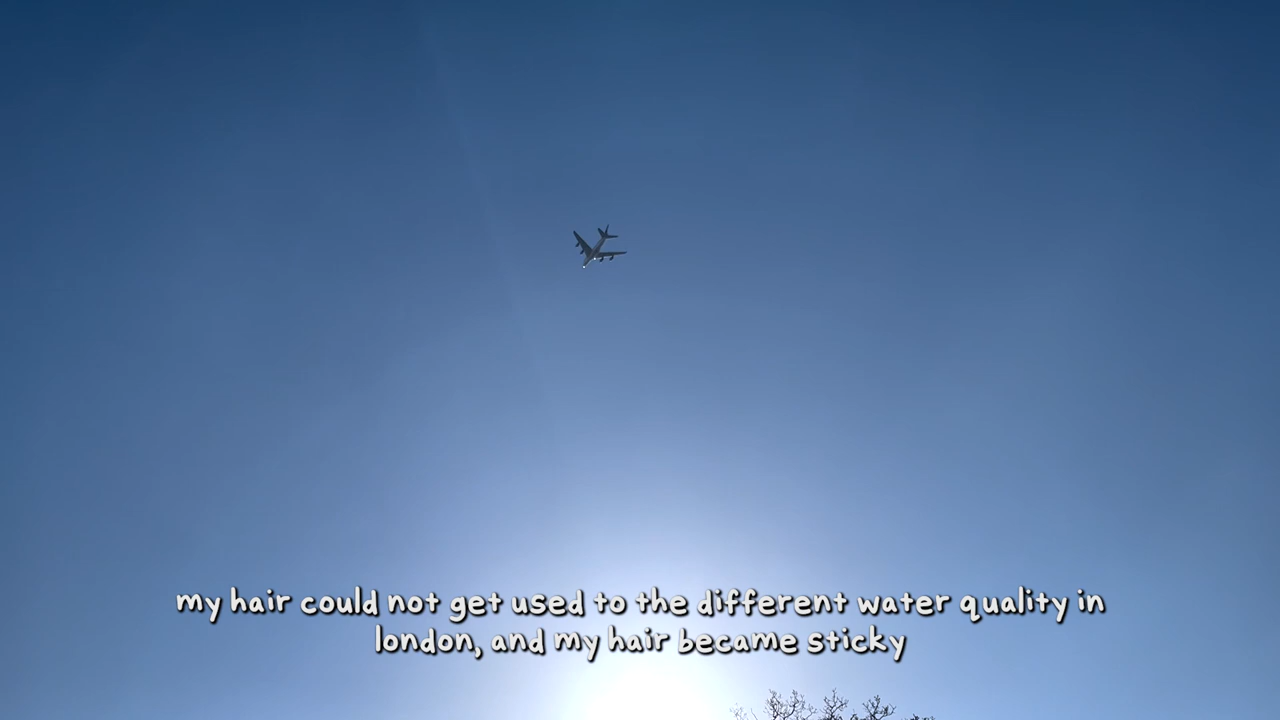 my hair could not get used to the different water quality in
london, and my hair became sticky